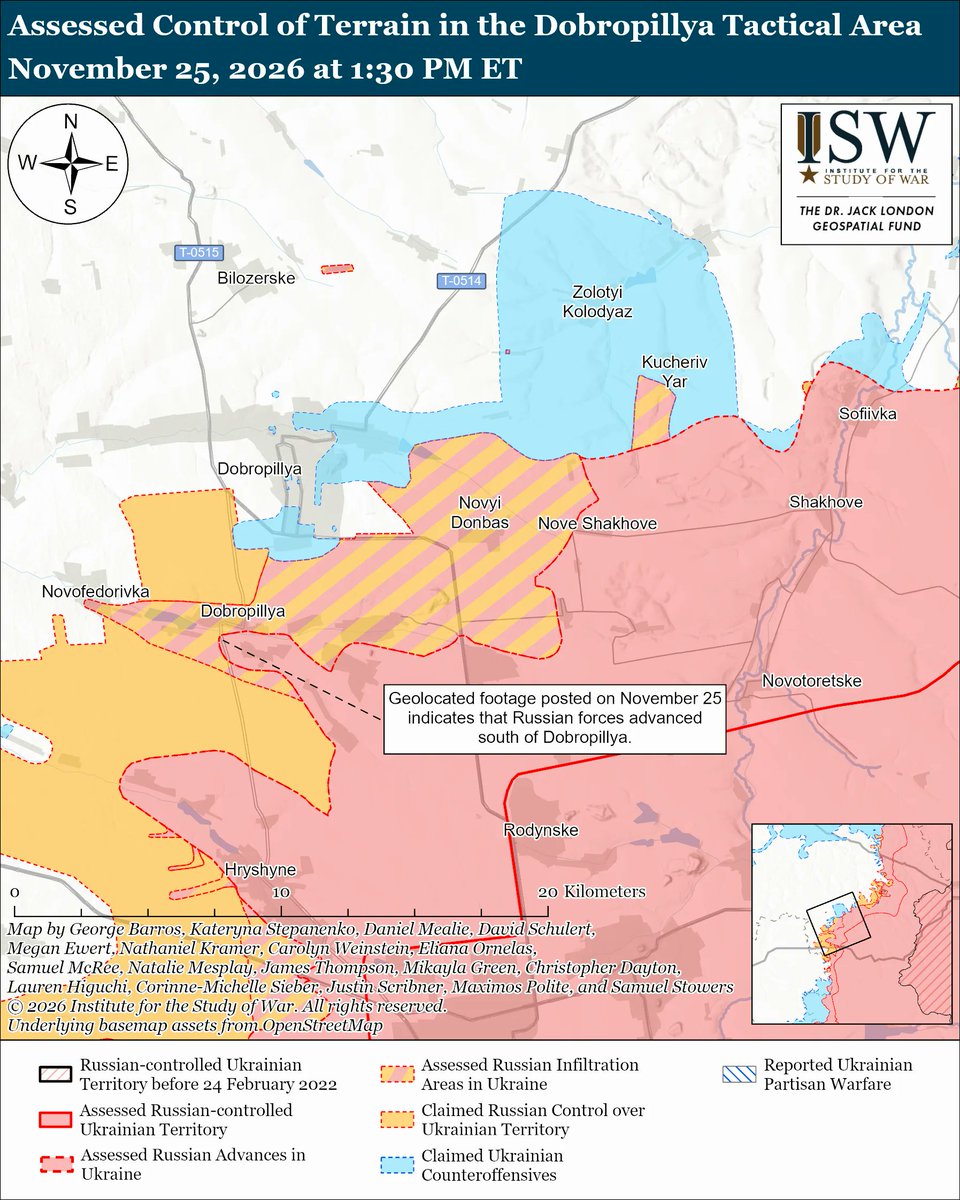 Assessed Control of Terrain in the Dobropillya Tactical Area
November 25, 2026 at 1:30 PM ET
N
W
E
S
ISW
INSTITUTE FOR THE
STUDY OF WAR
THE DR. JACK LONDON
GEOSPATIAL FUND
T-0515
Bilozerske
T-0514
Zolotyi
Kolodyaz
Kucheriv
Yar
Sofiivka
Dobropillya
Novyi
Donbas
Nove Shakhove
Shakhove
Novofedorivka
Dobropillya
Novotoretske
Geolocated footage posted on November 25
indicates that Russian forces advanced
south of Dobropillya.
Rodynske
Hryshyne
0
10
20 Kilometers
Map by George Barros, Kateryna Stepanenko, Daniel Mealie, David Schulert,
Megan Ewert, Nathaniel Kramer, Carolyn Weinstein, Eliana Ornelas,
Samuel McRee, Natalie Mesplay, James Thompson, Mikayla Green, Christopher Dayton,
Lauren Higuchi, Corinne-Michelle Sieber, Justin Scribner, Maximos Polite, and Samuel Stowers
© 2026 Institute for the Study of War. All rights reserved.
Underlying basemap assets from OpenStreetMap
Russian-controlled Ukrainian
Territory before 24 February 2022
Assessed Russian-controlled
Ukrainian Territory
Assessed Russian Advances in
Ukraine
Assessed Russian Infiltration
Areas in Ukraine
Claimed Russian Control over
Ukrainian Territory
Claimed Ukrainian
Counteroffensives
Reported Ukrainian
Partisan Warfare